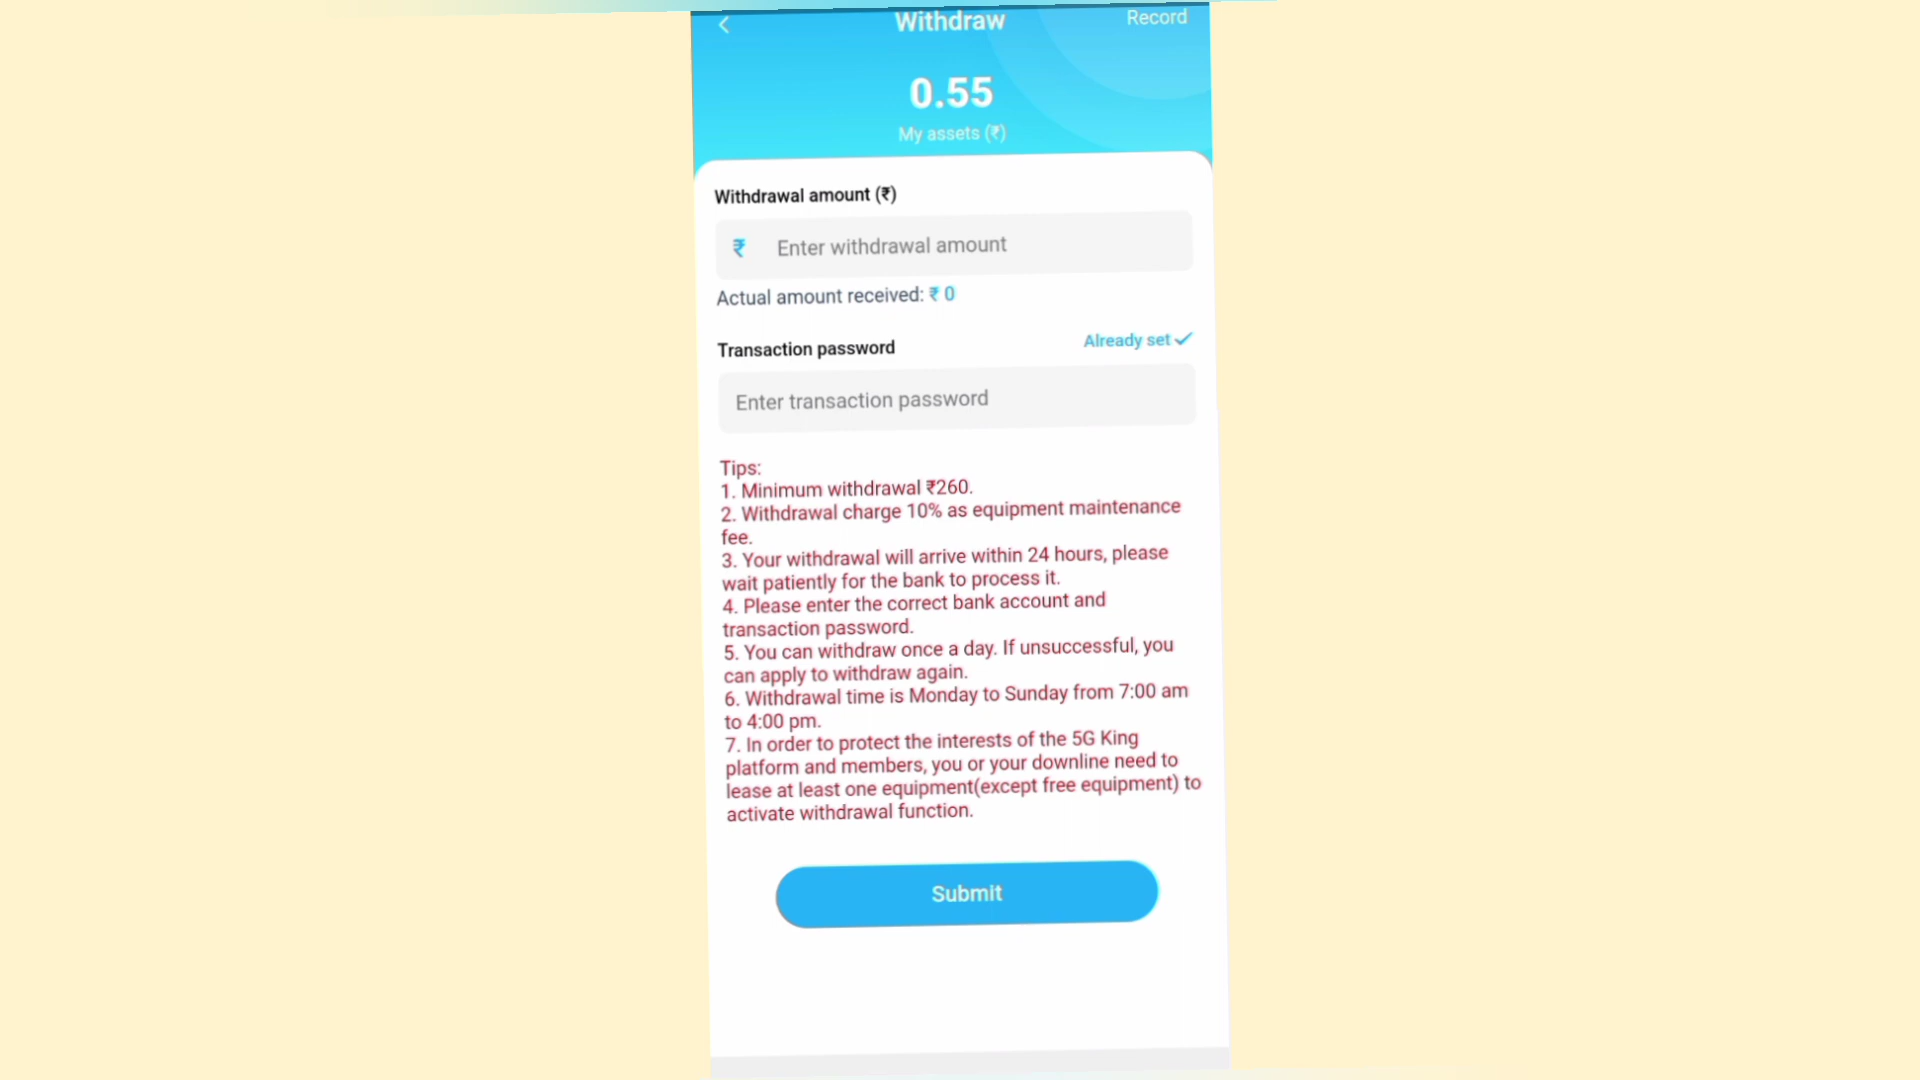 Withdraw
Record
0.55
My assets (₹)
Withdrawal amount (₹)
₹ Enter withdrawal amount
Actual amount received: ₹ 0
Transaction password
Already set
Enter transaction password
Tips:
1. Minimum withdrawal ₹260.
2. Withdrawal charge 10% as equipment maintenance
fee.
3. Your withdrawal will arrive within 24 hours, please
wait patiently for the bank to process it.
4. Please enter the correct bank account and
transaction password.
5. You can withdraw once a day. If unsuccessful, you
can apply to withdraw again.
6. Withdrawal time is Monday to Sunday from 7:00 am
to 4:00 pm.
7. In order to protect the interests of the 5G King
platform and members, you or your downline need to
lease at least one equipment(except free equipment) to
activate withdrawal function.
Submit